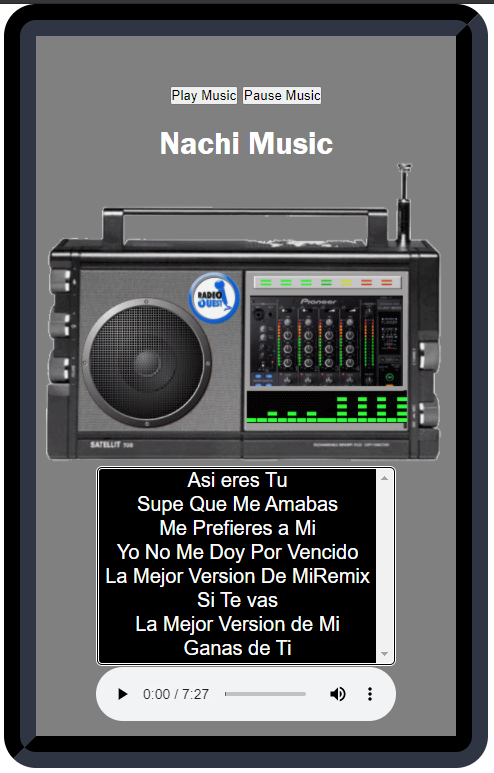 Play Music Pause Music
Nachi Music
RADIO
OUEST
Pioneer
SATELLIT 700
Asi eres Tu
Supe Que Me Amabas
Me Prefieres a Mi
Yo No Me Doy Por Vencido
La Mejor Version De MiRemix
Si Te vas
La Mejor Version de Mi
Ganas de Ti
0:00 / 7:27